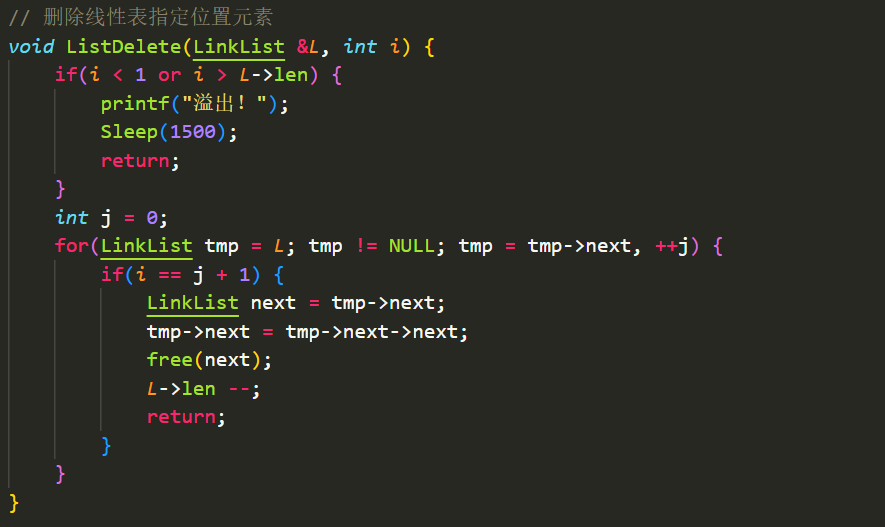 // 删除线性表指定位置元素
void ListDelete(LinkList &L, int i) {
    if(i < 1 or i > L->len) {
        printf("溢出！");
        Sleep(1500);
        return;
    }
    int j = 0;
    for(LinkList tmp = L; tmp != NULL; tmp = tmp->next, ++j) {
        if(i == j + 1) {
            LinkList next = tmp->next;
            tmp->next = tmp->next->next;
            free(next);
            L->len --;
            return;
        }
    }
}